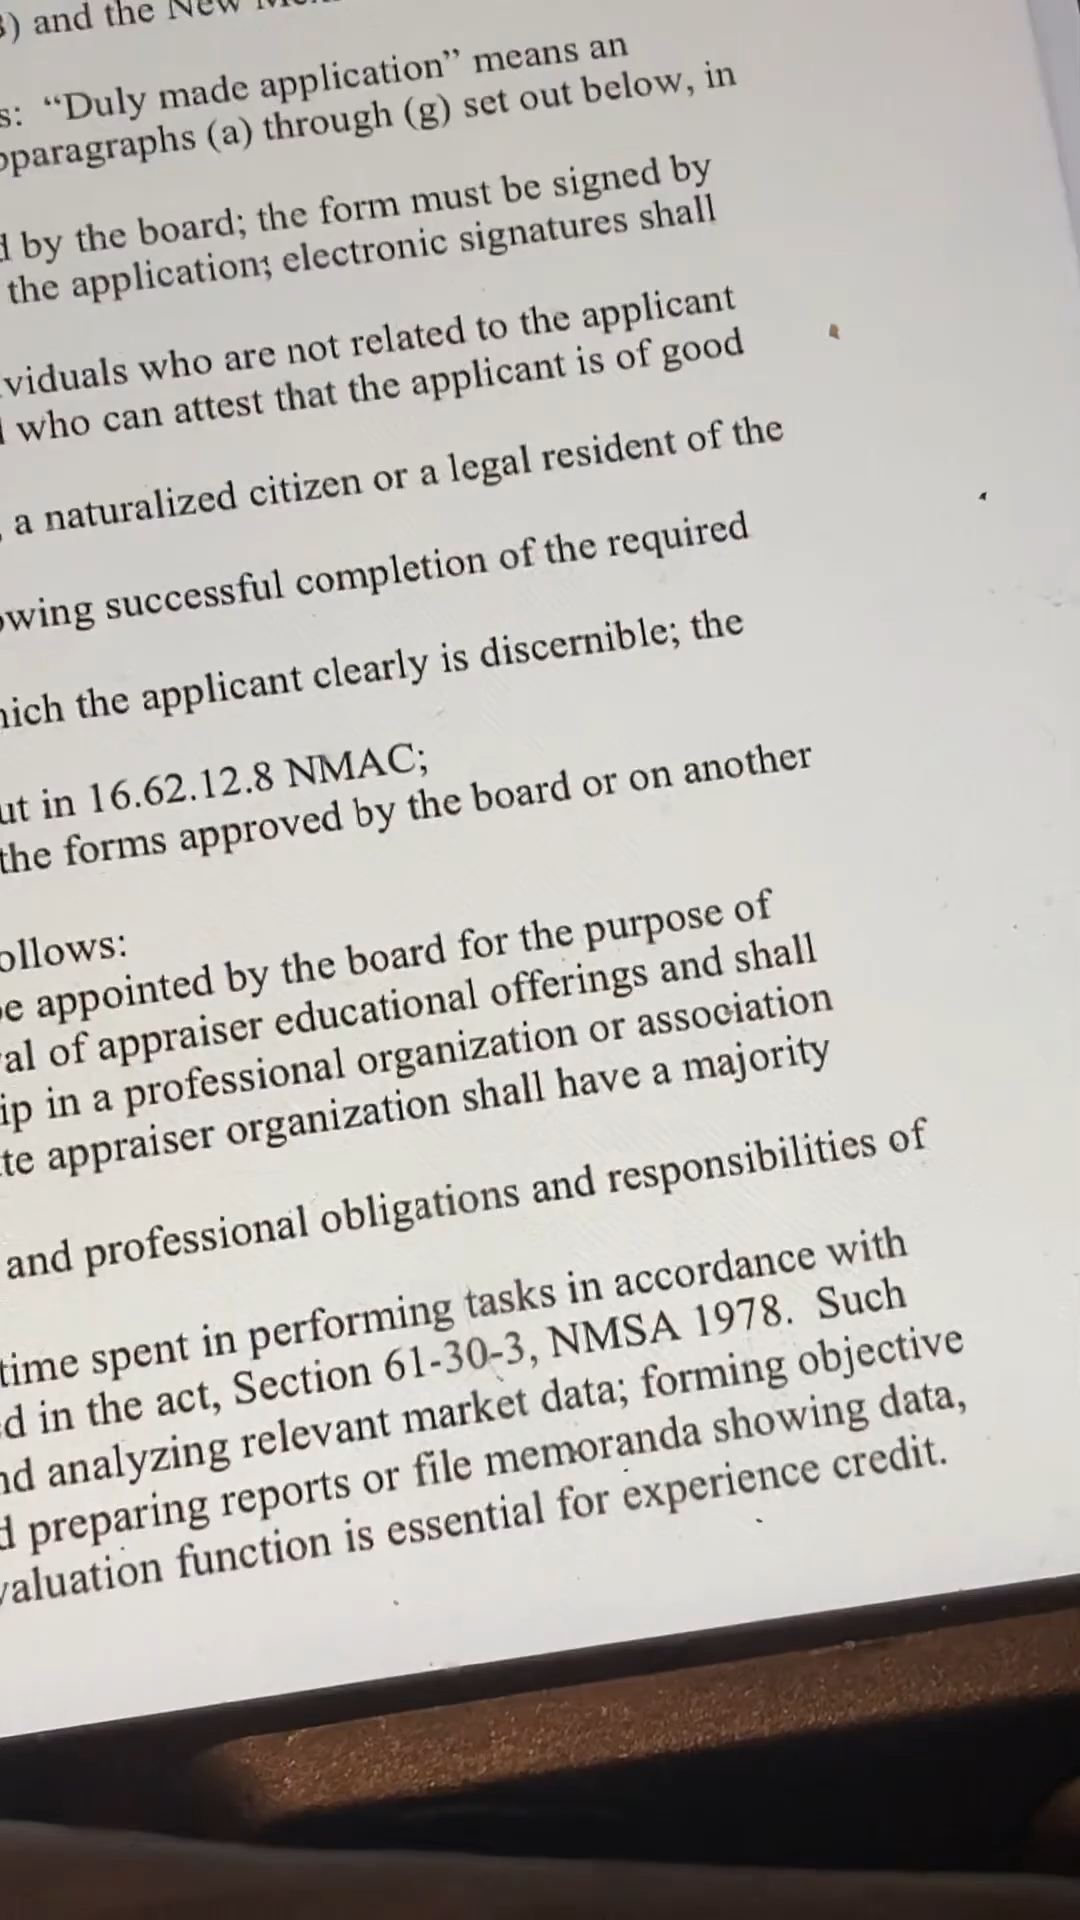 ) and the New
s: “Duly made application” means an
paragraphs (a) through (g) set out below, in
by the board; the form must be signed by
the application; electronic signatures shall
viduals who are not related to the applicant
who can attest that the applicant is of good
a naturalized citizen or a legal resident of the
owing successful completion of the required
hich the applicant clearly is discernible; the
ut in 16.62.12.8 NMAC;
the forms approved by the board or on another
ollows:
be appointed by the board for the purpose of
al of appraiser educational offerings and shall
ip in a professional organization or association
te appraiser organization shall have a majority
and professional obligations and responsibilities of
time spent in performing tasks in accordance with
d in the act, Section 61-30-3, NMSA 1978. Such
nd analyzing relevant market data; forming objective
d preparing reports or file memoranda showing data,
valuation function is essential for experience credit.